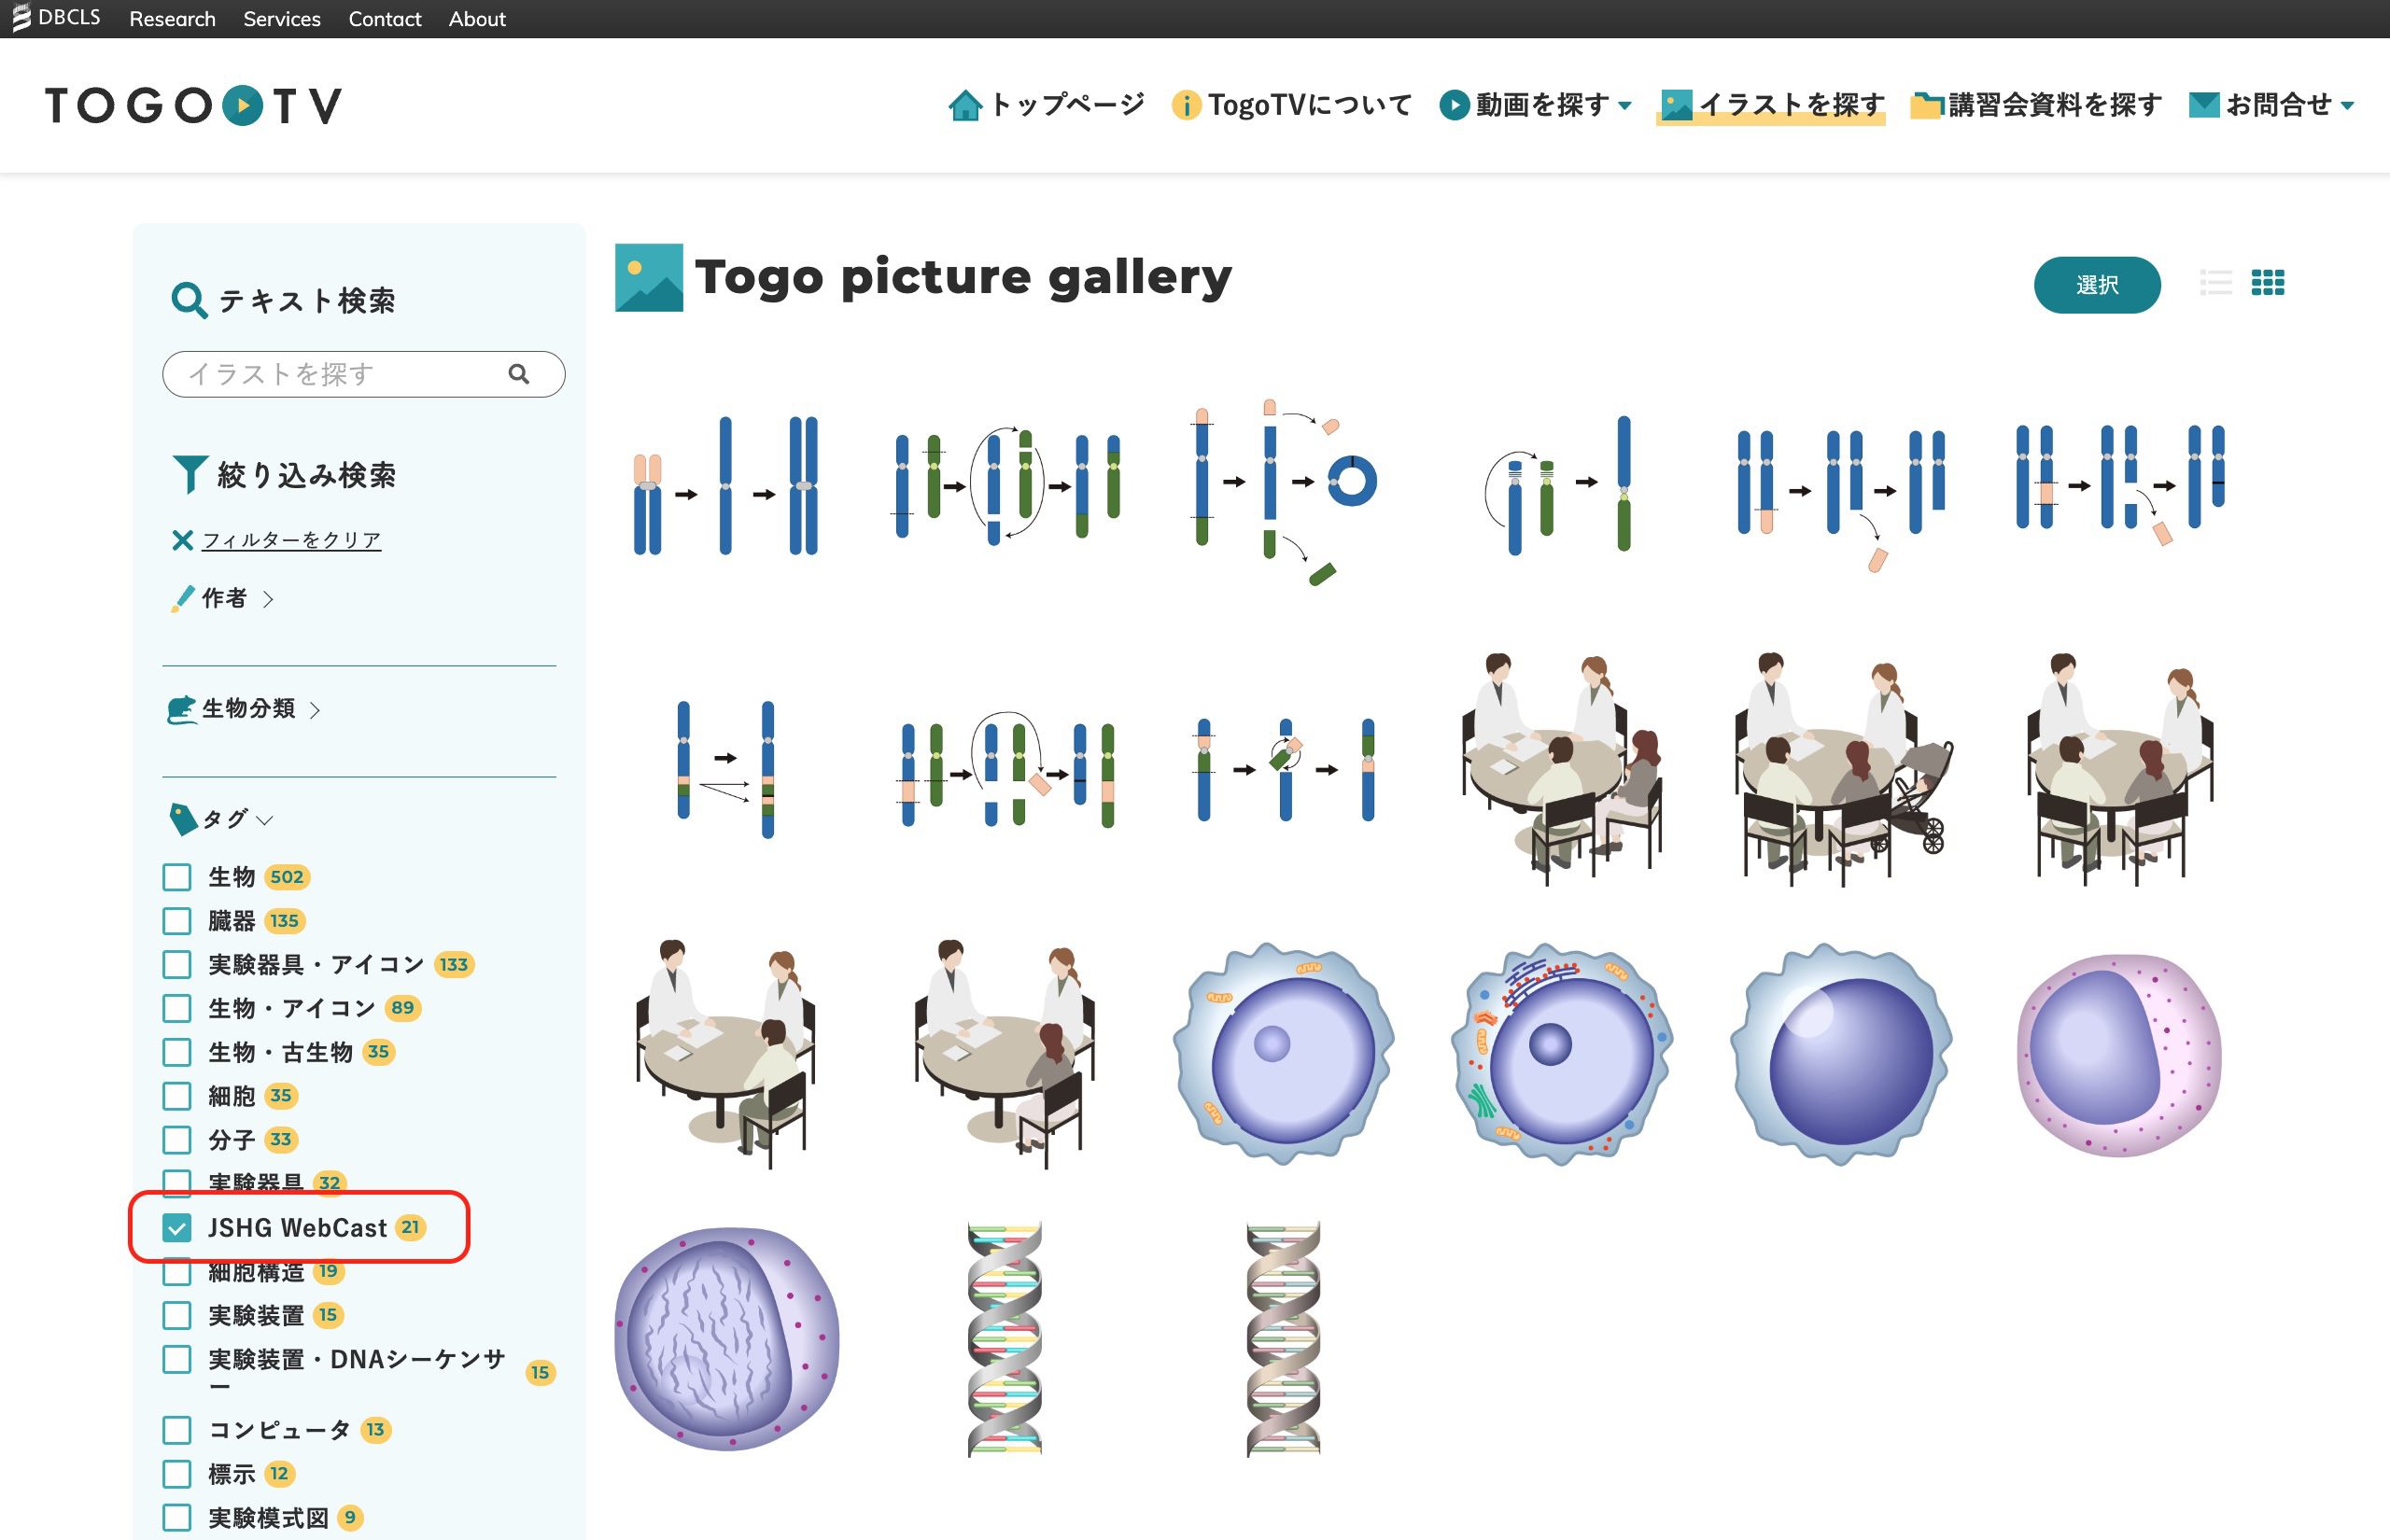 DBCLS Research Services Contact About
TOGO TV
トップページ TogoTVについて 動画を探す イラストを探す 講習会資料を探す お問合せ
テキスト検索
イラストを探す
絞り込み検索
フィルターをクリア
作者
生物分類
タグ
生物 502
臓器 135
実験器具・アイコン 133
生物・アイコン 89
生物・古生物 35
細胞 35
分子 33
実験器具 32
JSHG WebCast 21
細胞構造 19
実験装置 15
実験装置・DNAシーケンサ
ー 15
コンピュータ 13
標示 12
実験模式図 9
Togo picture gallery
選択